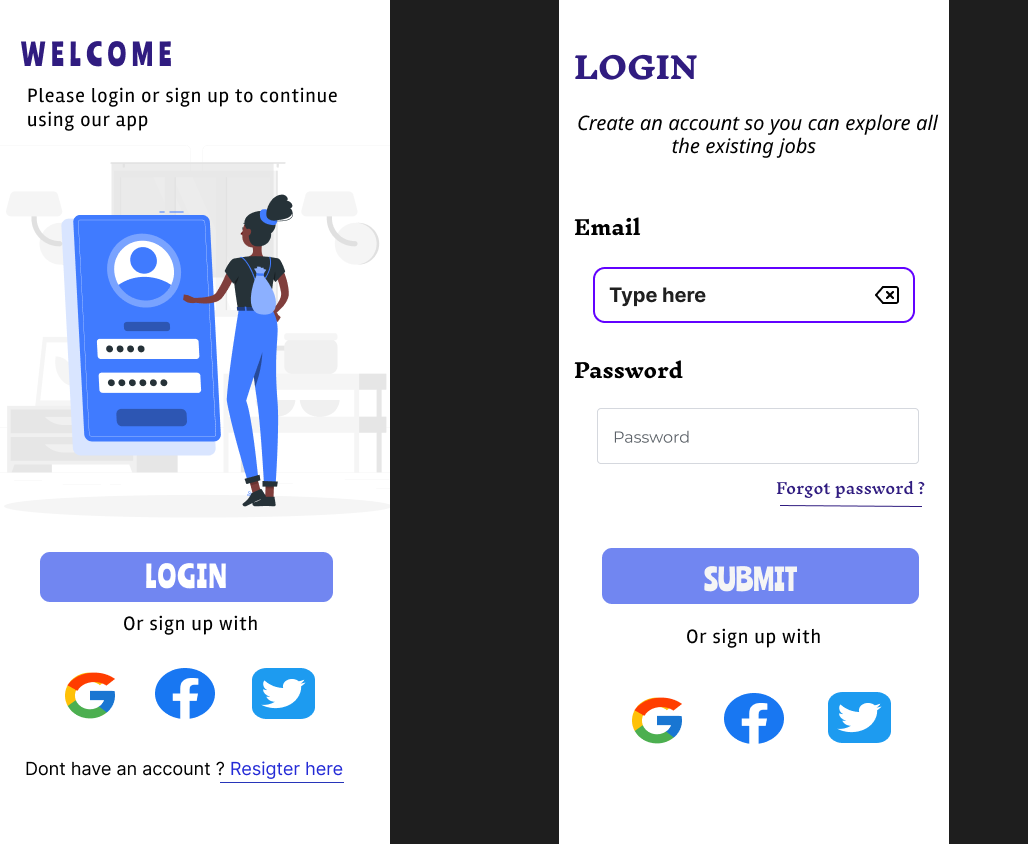 WELCOME
Please login or sign up to continue
using our app
LOGIN
Or sign up with
Dont have an account ? Resigter here
LOGIN
Create an account so you can explore all
the existing jobs
Email
Type here
Password
Password
Forgot password ?
SUBMIT
Or sign up with